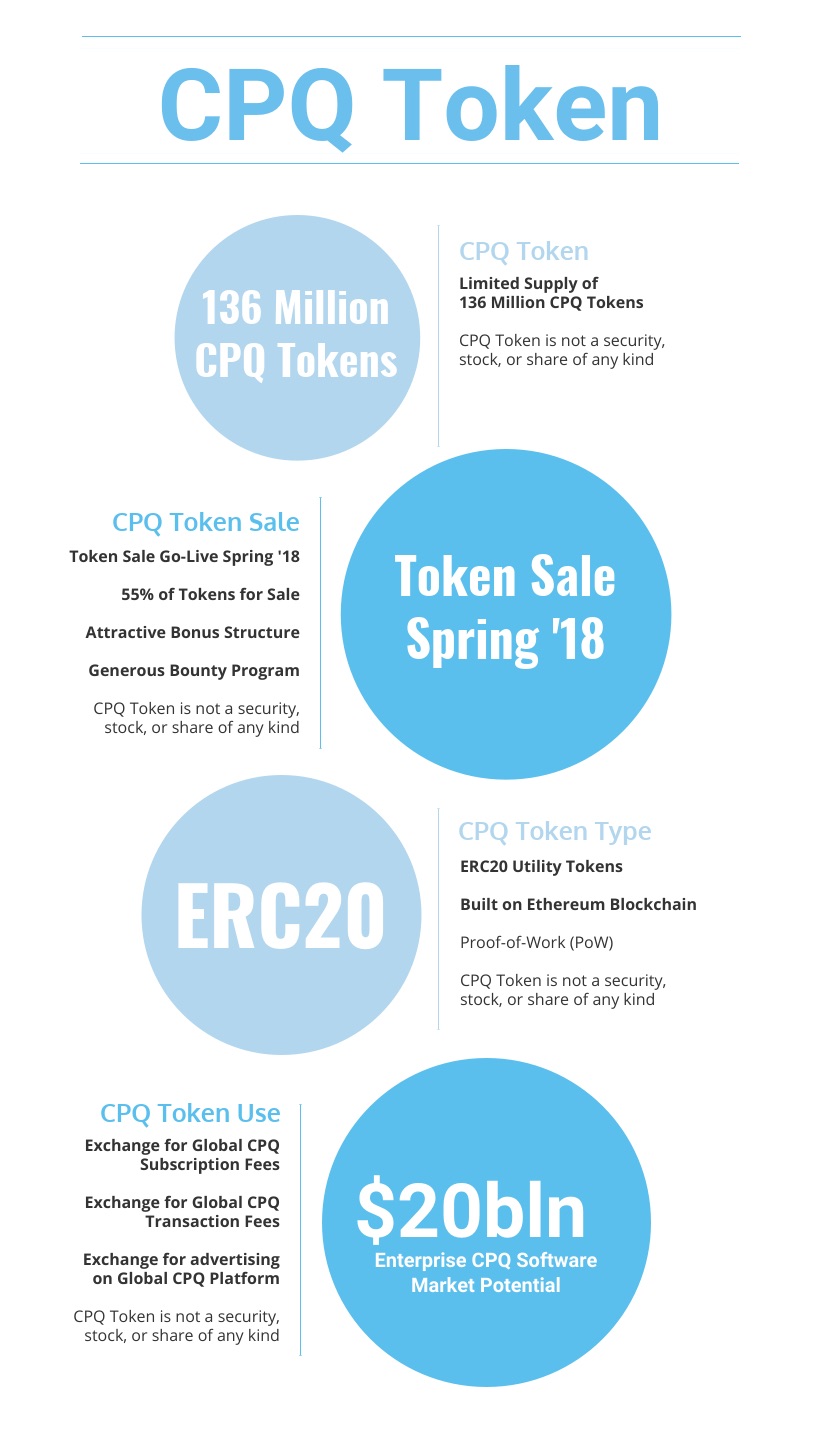 CPQ Token
136 Million
CPQ Tokens
CPQ Token
Limited Supply of
136 Million CPQ Tokens
CPQ Token is not a security,
stock, or share of any kind
CPQ Token Sale
Token Sale Go-Live Spring '18
55% of Tokens for Sale
Attractive Bonus Structure
Generous Bounty Program
CPQ Token is not a security,
stock, or share of any kind
Token Sale
Spring '18
ERC20
CPQ Token Type
ERC20 Utility Tokens
Built on Ethereum Blockchain
Proof-of-Work (PoW)
CPQ Token is not a security,
stock, or share of any kind
CPQ Token Use
Exchange for Global CPQ
Subscription Fees
Exchange for Global CPQ
Transaction Fees
Exchange for advertising
on Global CPQ Platform
CPQ Token is not a security,
stock, or share of any kind
$20bln
Enterprise CPQ Software
Market Potential